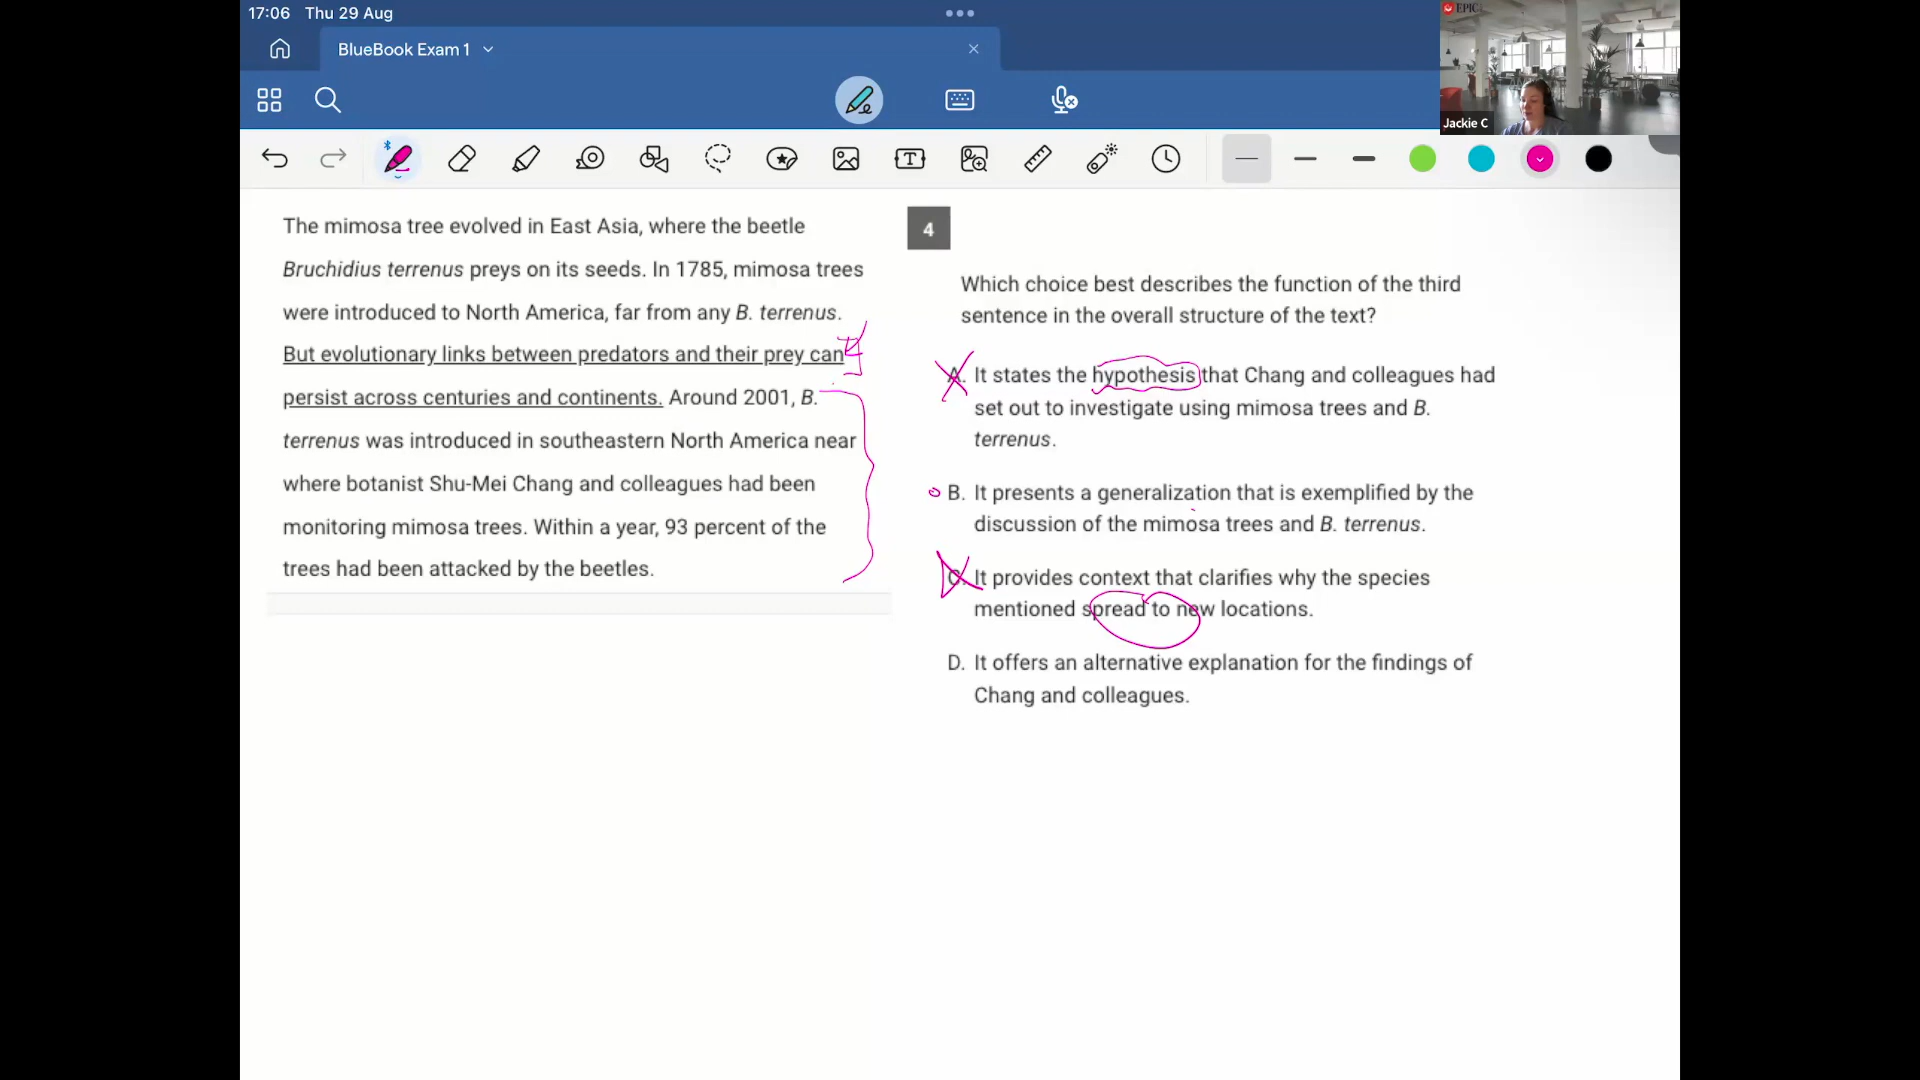 17:06 Thu 29 Aug
BlueBook Exam 1
EPIC
Jackie C
The mimosa tree evolved in East Asia, where the beetle
Bruchidius terrenus preys on its seeds. In 1785, mimosa trees
were introduced to North America, far from any B. terrenus.
But evolutionary links between predators and their prey can
persist across centuries and continents. Around 2001, B.
terrenus was introduced in southeastern North America near
where botanist Shu-Mei Chang and colleagues had been
monitoring mimosa trees. Within a year, 93 percent of the
trees had been attacked by the beetles.
4
Which choice best describes the function of the third
sentence in the overall structure of the text?
A. It states the hypothesis that Chang and colleagues had
set out to investigate using mimosa trees and B.
terrenus.
B. It presents a generalization that is exemplified by the
discussion of the mimosa trees and B. terrenus.
C. It provides context that clarifies why the species
mentioned spread to new locations.
D. It offers an alternative explanation for the findings of
Chang and colleagues.